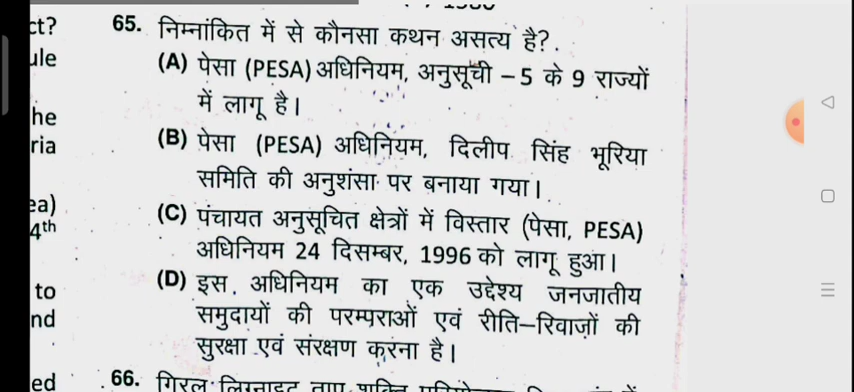 ct?
65. निम्नांकित में से कौनसा कथन असत्य है?.
ule
(A) पेसा (PESA) अधिनियम, अनुसूची –5 के 9 राज्यों
में लागू है।
he
ria
(B) पेसा (PESA) अधिनियम, दिलीप सिंह भूरिया
समिति की अनुशंसा पर बनाया गया।
ea)
(C) पंचायत अनुसूचित क्षेत्रों में विस्तार (पेसा, PESA)
4th
अधिनियम 24 दिसम्बर, 1996 को लागू हुआ।
(D) इस अधिनियम का एक उद्देश्य जनजातीय
to
समुदायों की परम्पराओं एवं रीति–रिवाज़ों की
nd
सुरक्षा एवं संरक्षण करना है।
ed
66.